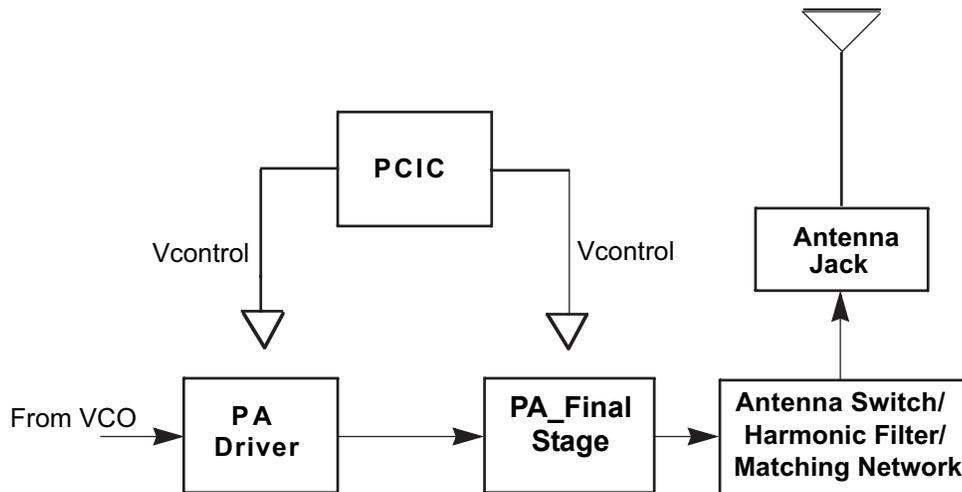 PCIC
Vcontrol
Vcontrol
Antenna
Jack
From VCO
PA
Driver
PA_Final
Stage
Antenna Switch/
Harmonic Filter/
Matching Network